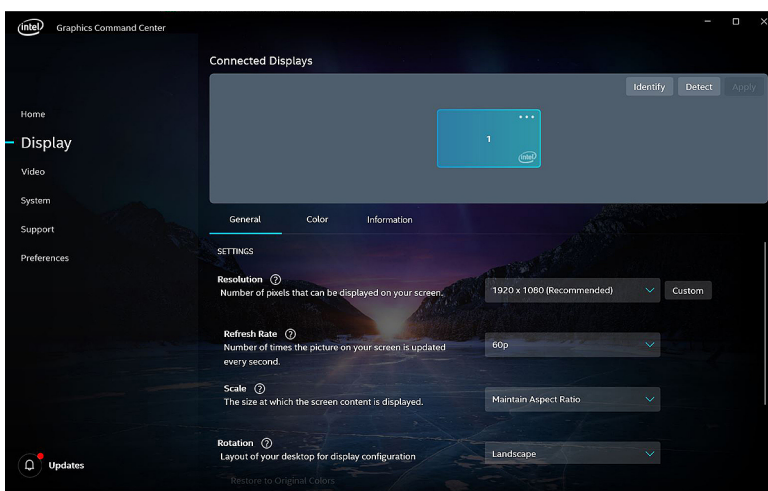 intel Graphics Command Center
Connected Displays
Identify Detect Apply
1
intel
Home
Display
Video
System
Support
Preferences
Updates
General Color Information
SETTINGS
Resolution ?
Number of pixels that can be displayed on your screen.
1920 x 1080 (Recommended)
Custom
Refresh Rate ?
Number of times the picture on your screen is updated
every second.
60p
Scale ?
The size at which the screen content is displayed.
Maintain Aspect Ratio
Rotation ?
Layout of your desktop for display configuration
Landscape
Restore to Original Colors